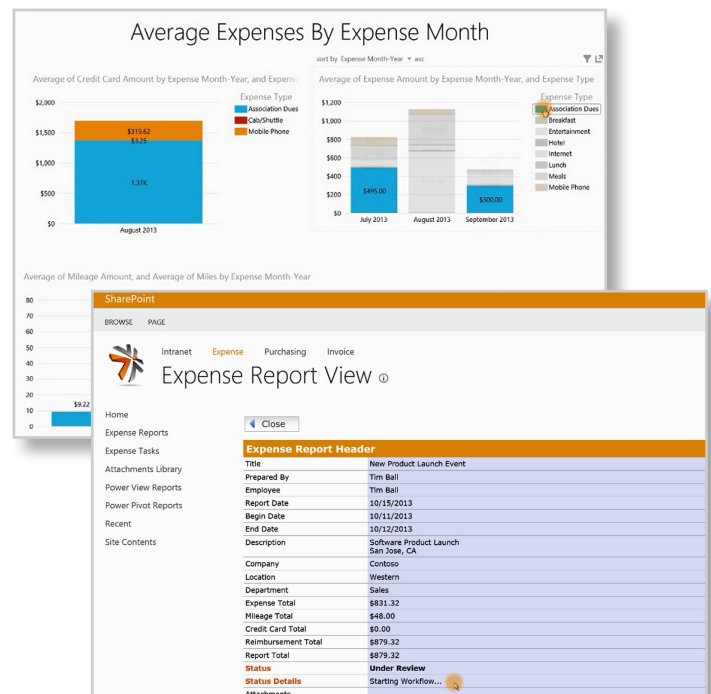 Average Expenses By Expense Month
sort by Expense Month-Year asc
Average of Credit Card Amount by Expense Month-Year, and Expense
Expense Type
Association Dues
Cab/Shuttle
Mobile Phone
$2,000
$1,500
$1,000
$500
$0
$319.62
$3.25
1.37K
August 2013
Average of Expense Amount by Expense Month-Year, and Expense Type
Expense Type
Association Dues
Breakfast
Entertainment
Hotel
Internet
Lunch
Meals
Mobile Phone
$1,200
$1,000
$800
$600
$400
$200
$0
$495.00
$300.00
July 2013
August 2013
September 2013
Average of Mileage Amount, and Average of Miles by Expense Month-Year
80
70
60
50
40
30
20
10
0
$9.22
SharePoint
BROWSE PAGE
Intranet Expense Purchasing Invoice
Expense Report View
Home
Expense Reports
Expense Tasks
Attachments Library
Power View Reports
Power Pivot Reports
Recent
Site Contents
Close
Expense Report Header
Title New Product Launch Event
Prepared By Tim Ball
Employee Tim Ball
Report Date 10/15/2013
Begin Date 10/11/2013
End Date 10/12/2013
Description Software Product Launch
San Jose, CA
Company Contoso
Location Western
Department Sales
Expense Total $831.32
Mileage Total $48.00
Credit Card Total $0.00
Reimbursement Total $879.32
Report Total $879.32
Status Under Review
Status Details Starting Workflow...
Attachments